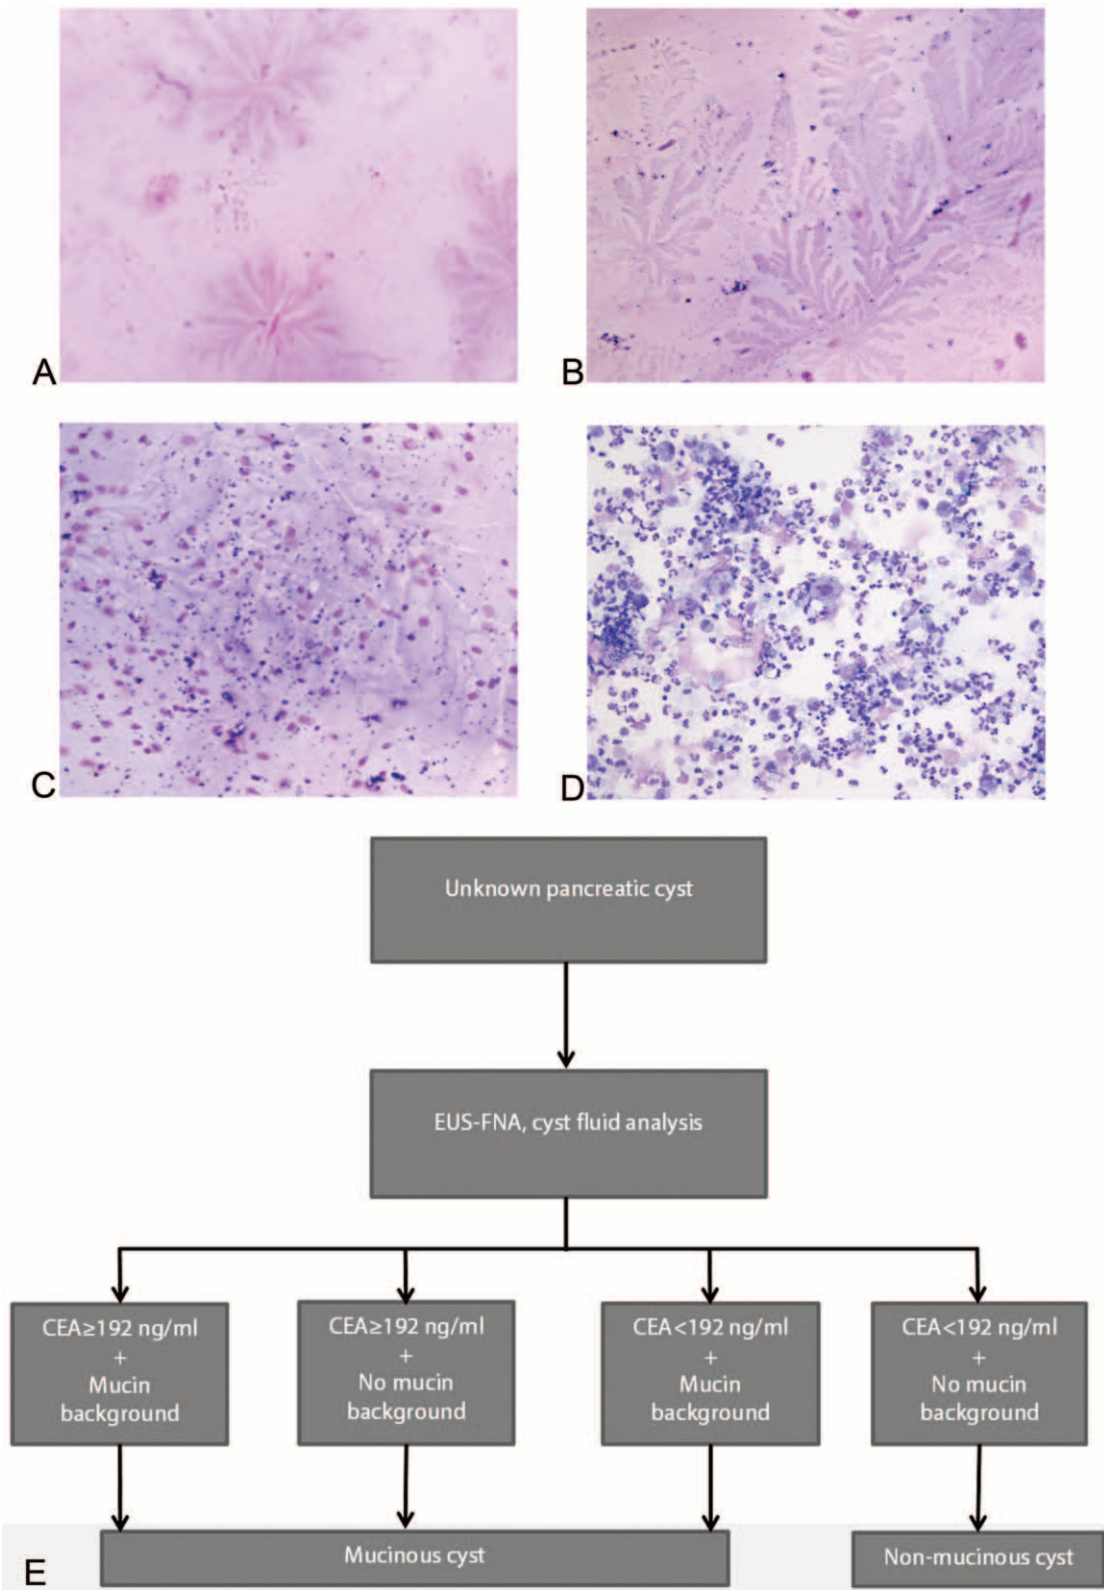 A
B
C
D
Unknown pancreatic cyst
EUS-FNA, cyst fluid analysis
CEA≥192 ng/ml
+
Mucin
background
CEA≥192 ng/ml
+
No mucin
background
CEA<192 ng/ml
+
Mucin
background
CEA<192 ng/ml
+
No mucin
background
Mucinous cyst
Non-mucinous cyst
E